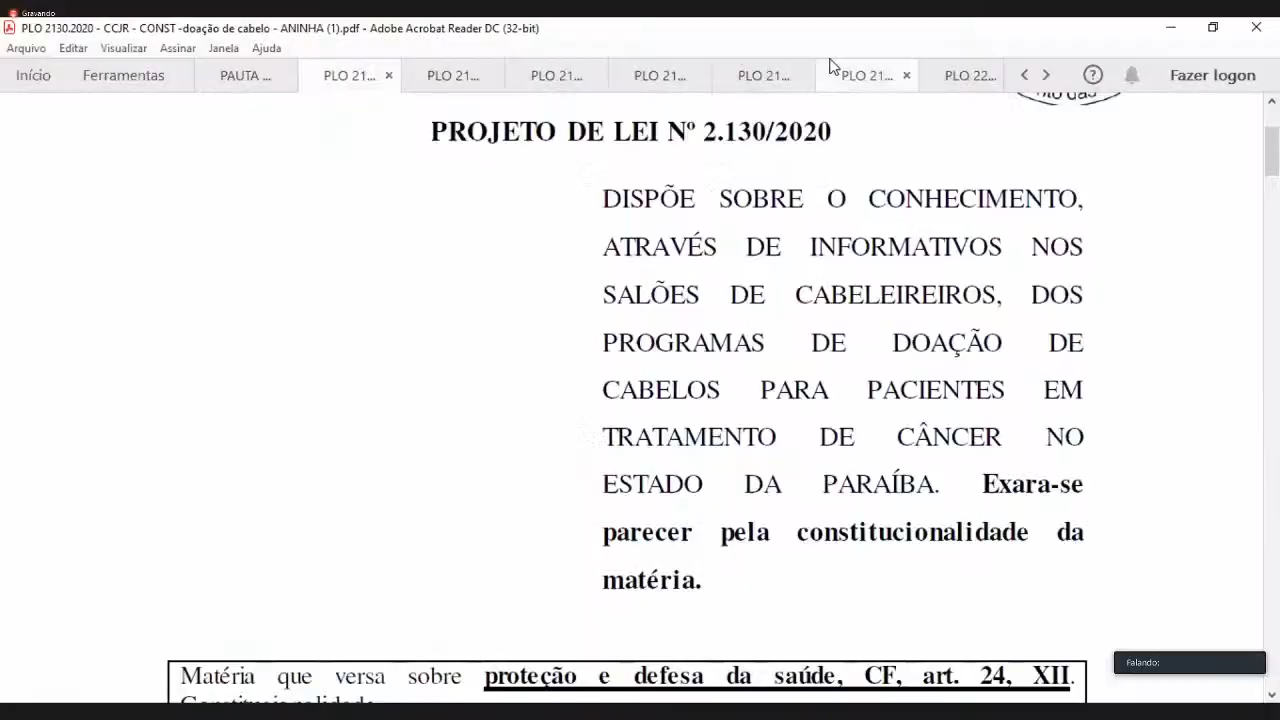 Gravando
PLO 2130.2020 - CCJR - CONST -doação de cabelo - ANINHA (1).pdf - Adobe Acrobat Reader DC (32-bit)
Arquivo Editar Visualizar Assinar Janela Ajuda
Início Ferramentas PAUTA ... PLO 21... PLO 21... PLO 21... PLO 21... PLO 21... PLO 21... PLO 22... Fazer logon
PROJETO DE LEI Nº 2.130/2020
DISPÕE SOBRE O CONHECIMENTO,
ATRAVÉS DE INFORMATIVOS NOS
SALÕES DE CABELEIREIROS, DOS
PROGRAMAS DE DOAÇÃO DE
CABELOS PARA PACIENTES EM
TRATAMENTO DE CÂNCER NO
ESTADO DA PARAÍBA. Exara-se
parecer pela constitucionalidade da
matéria.
Matéria que versa sobre proteção e defesa da saúde, CF, art. 24, XII.
Falando: